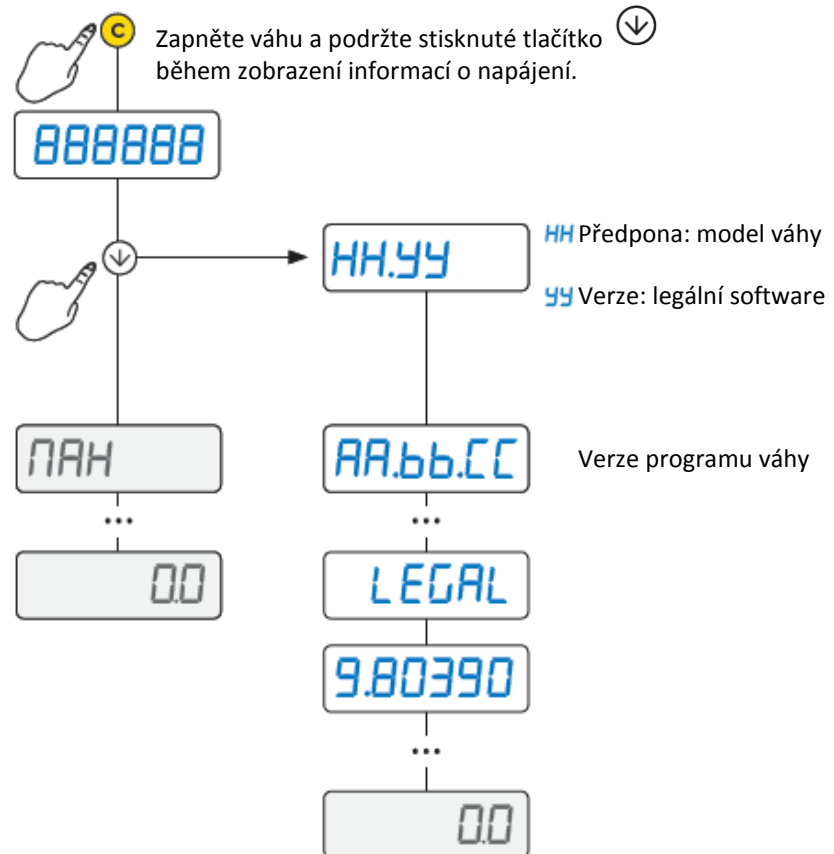 C
Zapněte váhu a podržte stisknuté tlačítko
během zobrazení informací o napájení.
888888
HH.yy
HH Předpona: model váhy
yy Verze: legální software
ПAH
AA.bb.CC
Verze programu váhy
...
...
0.0
LEGAL
9.80390
...
0.0